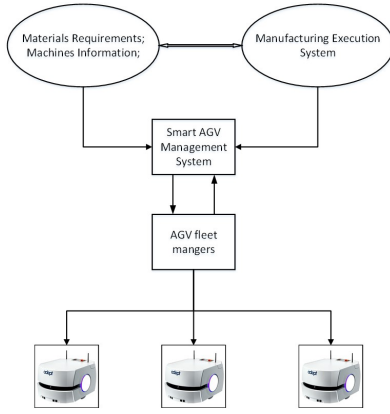 Materials Requirements;
Machines Information;
Manufacturing Execution
System
Smart AGV
Management
System
AGV fleet
mangers